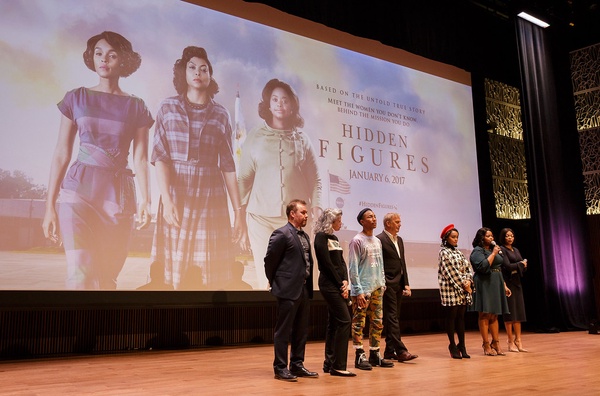 BASED ON THE UNTOLD TRUE STORY
MEET THE WOMEN YOU DON'T KNOW
BEHIND THE MISSION YOU DO
HIDDEN
FIGURES
JANUARY 6, 2017
#HIDDENFIGURES